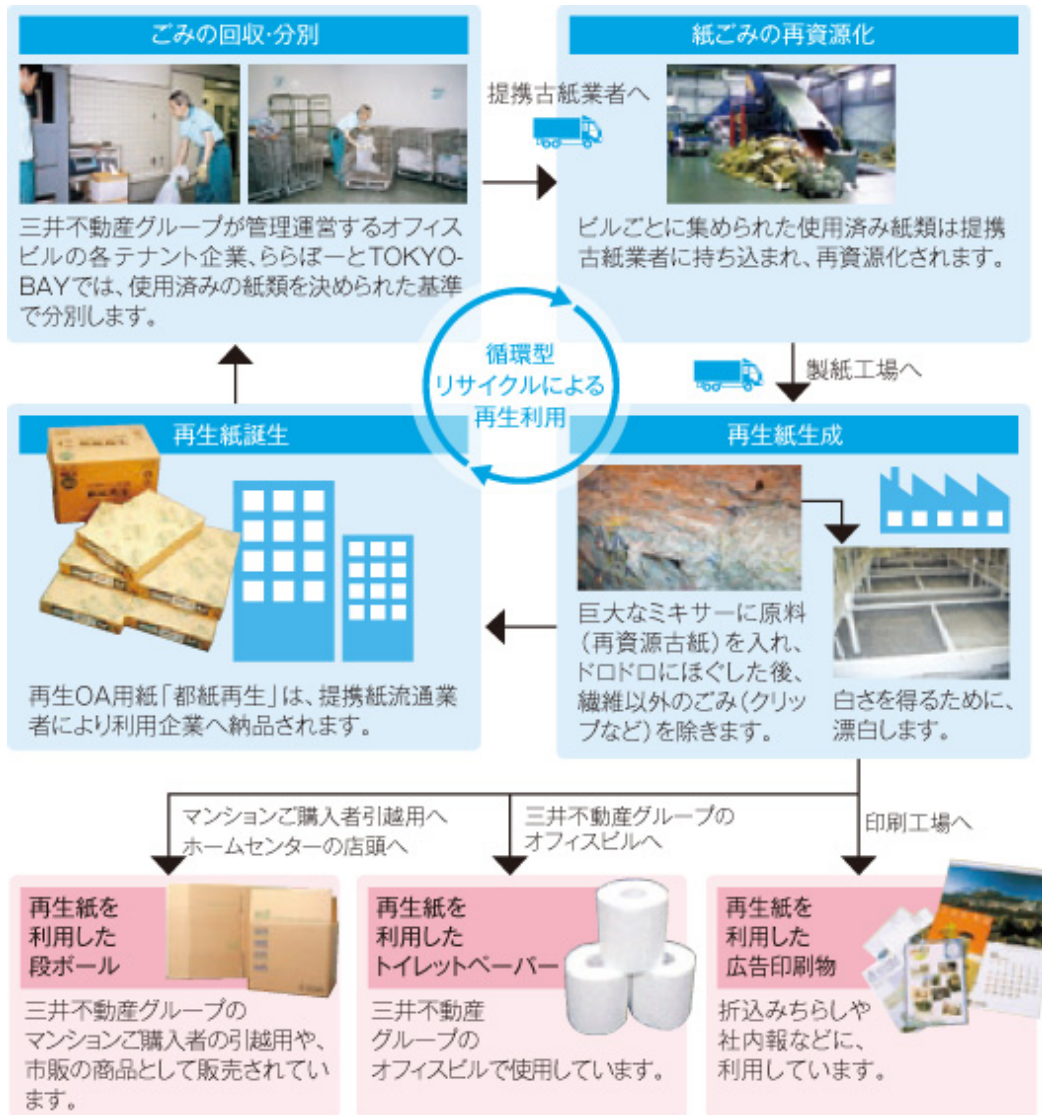 ごみの回収・分別
三井不動産グループが管理運営するオフィス
ビルの各テナント企業、ららぽーとTOKYO-
BAYでは、使用済みの紙類を決められた基準
で分別します。
提携古紙業者へ
紙ごみの再資源化
ビルごとに集められた使用済み紙類は提携
古紙業者に持ち込まれ、再資源化されます。
循環型
リサイクルによる
再生利用
製紙工場へ
再生紙誕生
再生OA用紙「都紙再生」は、提携紙流通業
者により利用企業へ納品されます。
再生紙生成
巨大なミキサーに原料
(再資源古紙)を入れ、
ドロドロにほぐした後、
繊維以外のごみ(クリッ
プなど)を除きます。
白さを得るために、
漂白します。
マンションご購入者引越用へ
ホームセンターの店頭へ
三井不動産グループの
オフィスビルへ
印刷工場へ
再生紙を
利用した
段ボール
三井不動産グループの
マンションご購入者の引越用や、
市販の商品として販売されてい
ます。
再生紙を
利用した
トイレットペーパー
三井不動産
グループの
オフィスビルで使用しています。
再生紙を
利用した
広告印刷物
折込みちらしや
社内報などに、
利用しています。